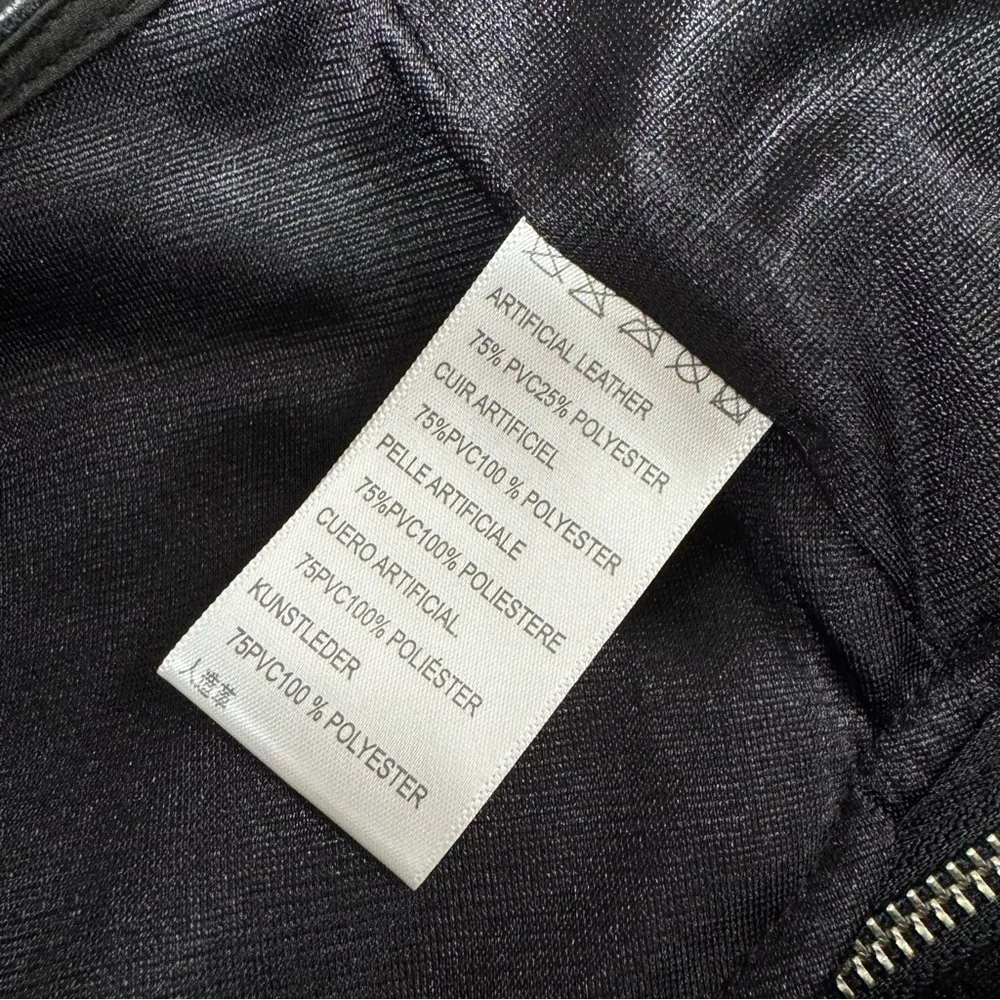 ARTIFICIAL LEATHER
75% PVC25% POLYESTER
CUIR ARTIFICIEL
75%PVC100 % POLYESTER
PELLE ARTIFICIALE
75%PVC100% POLIESTERE
CUERO ARTIFICIAL
75PVC100% POLIÉSTER
KUNSTLEDER
75PVC100 % POLYESTER
人造革